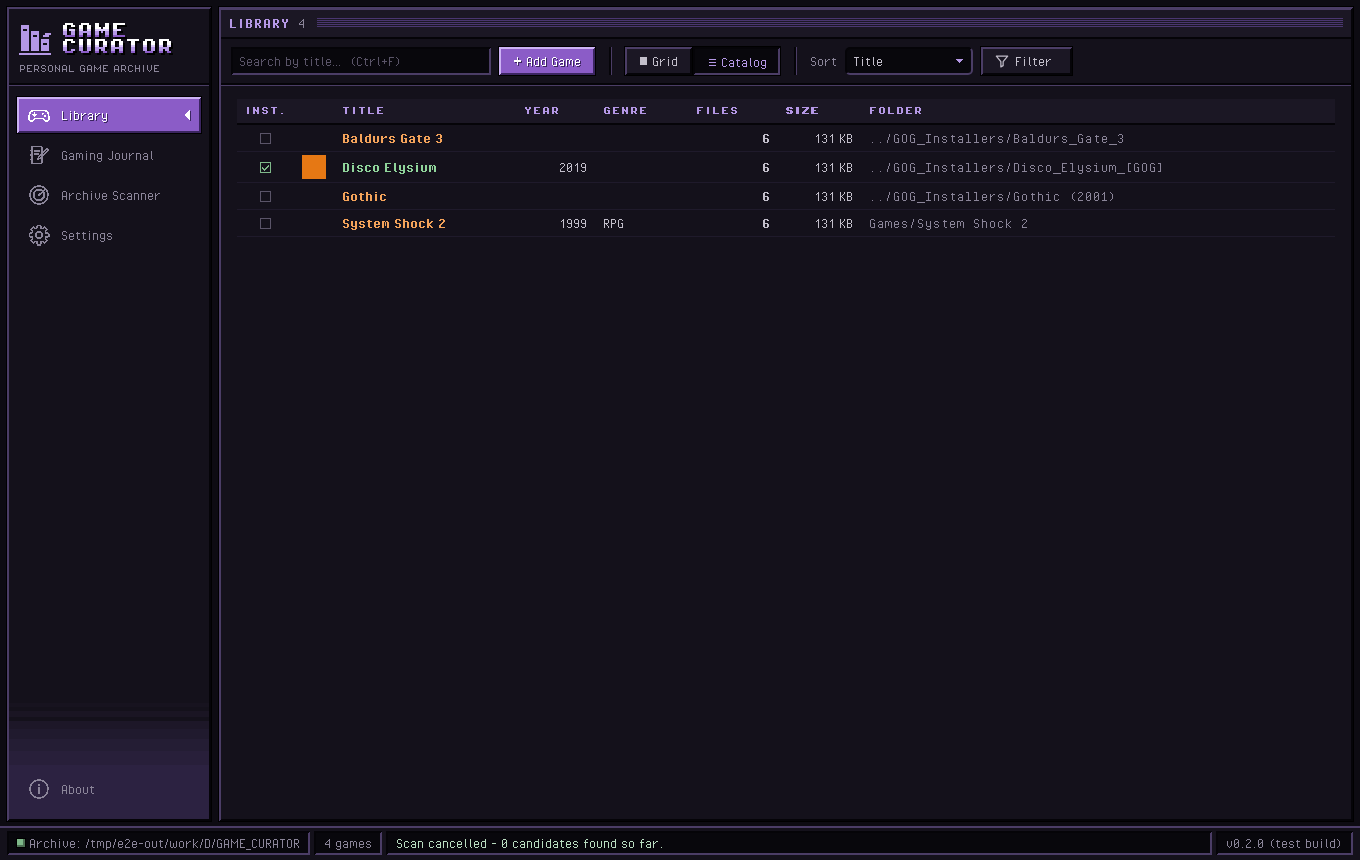 GAME
CURATOR
PERSONAL GAME ARCHIVE
Library
Gaming Journal
Archive Scanner
Settings
About
LIBRARY 4
Search by title... (Ctrl+F)
+ Add Game
Grid
Catalog
Sort
Title
Filter
INST. TITLE YEAR GENRE FILES SIZE FOLDER
Baldurs Gate 3 6 131 KB ../GOG_Installers/Baldurs_Gate_3
Disco Elysium 2019 6 131 KB ../GOG_Installers/Disco_Elysium_[GOG]
Gothic 6 131 KB ../GOG_Installers/Gothic (2001)
System Shock 2 1999 RPG 6 131 KB Games/System Shock 2
Archive: /tmp/e2e-out/work/D/GAME_CURATOR
4 games
Scan cancelled - 0 candidates found so far.
v0.2.0 (test build)